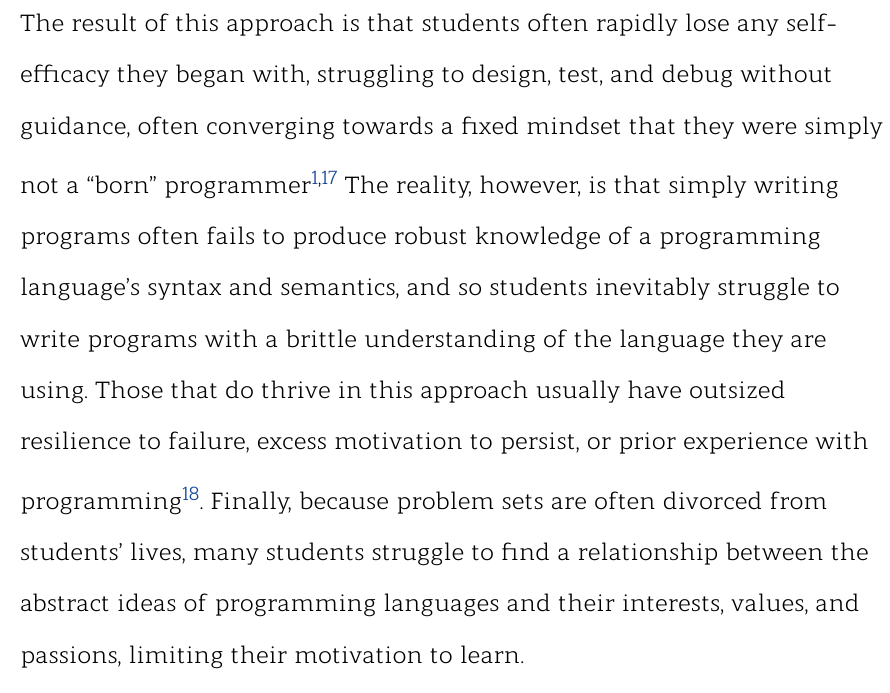 The result of this approach is that students often rapidly lose any self-
efficacy they began with, struggling to design, test, and debug without
guidance, often converging towards a fixed mindset that they were simply
not a “born” programmer1,17 The reality, however, is that simply writing
programs often fails to produce robust knowledge of a programming
language’s syntax and semantics, and so students inevitably struggle to
write programs with a brittle understanding of the language they are
using. Those that do thrive in this approach usually have outsized
resilience to failure, excess motivation to persist, or prior experience with
programming18. Finally, because problem sets are often divorced from
students’ lives, many students struggle to find a relationship between the
abstract ideas of programming languages and their interests, values, and
passions, limiting their motivation to learn.